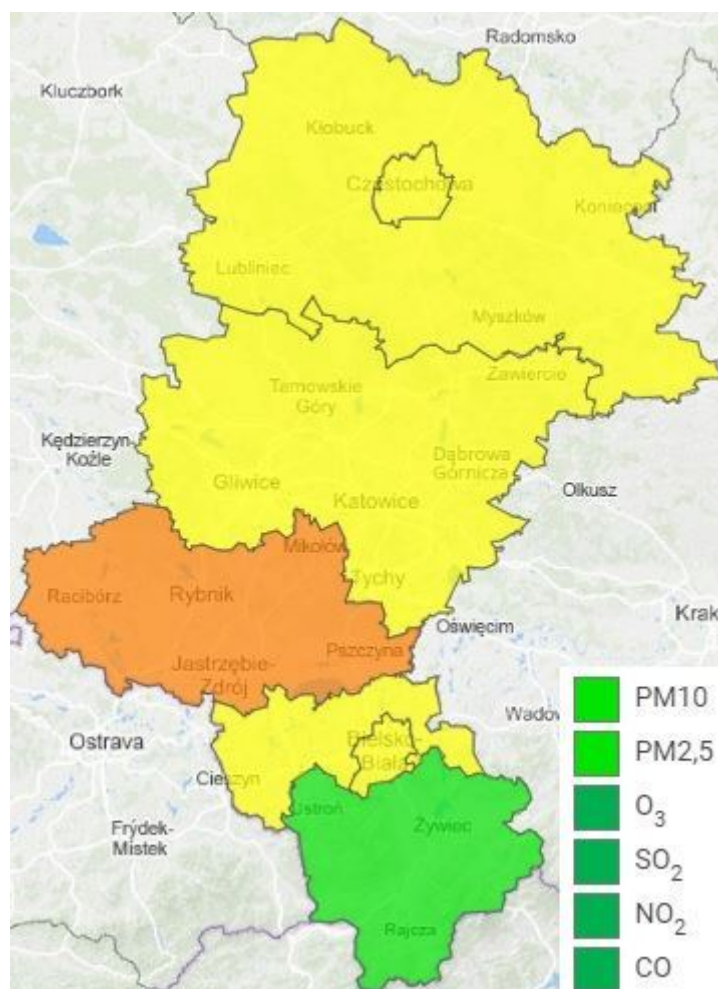 Radomsko
Kluczbork
Kłobuck
Częstochowa
Koniecpol
Lubliniec
Myszków
Zawiercie
Tarnowskie
Góry
Kędzierzyn-
Koźle
Dąbrowa
Górnicza
Gliwice
Olkusz
Katowice
Mikołów
Tychy
Racibórz
Rybnik
Krak
Oświęcim
Pszczyna
Jastrzębie-
Zdrój
PM10
Wadow
Ostrava
Bielsko-
Biała
PM2,5
Cieszyn
Ustroń
O₃
Żywiec
Frýdek-
Mistek
SO₂
NO₂
Rajcza
CO